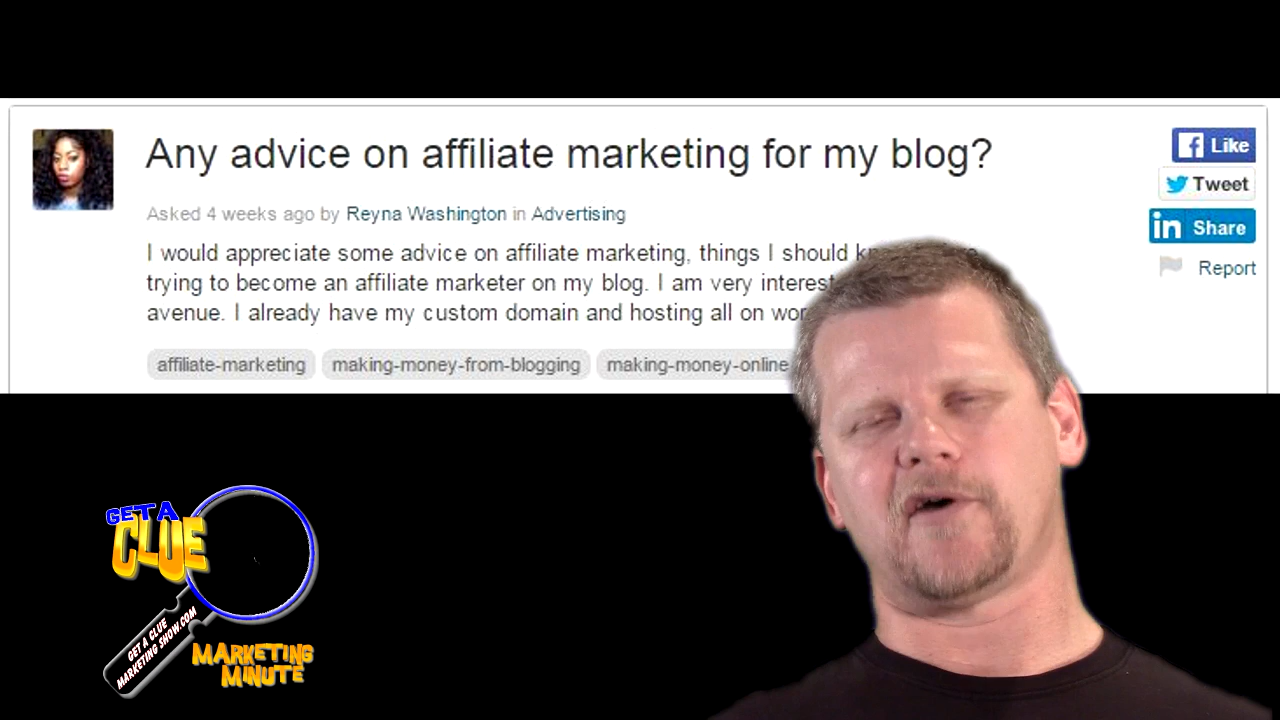 Any advice on affiliate marketing for my blog?
Like
Tweet
in Share
Report
Asked 4 weeks ago by Reyna Washington in Advertising
I would appreciate some advice on affiliate marketing, things I should
trying to become an affiliate marketer on my blog. I am very
avenue. I already have my custom domain and hosting all on
affiliate-marketing making-money-from-blogging making-money-online
GET A
CLUE
GET A CLUE
MARKETING SHOW.COM
MARKETING
MINUTE